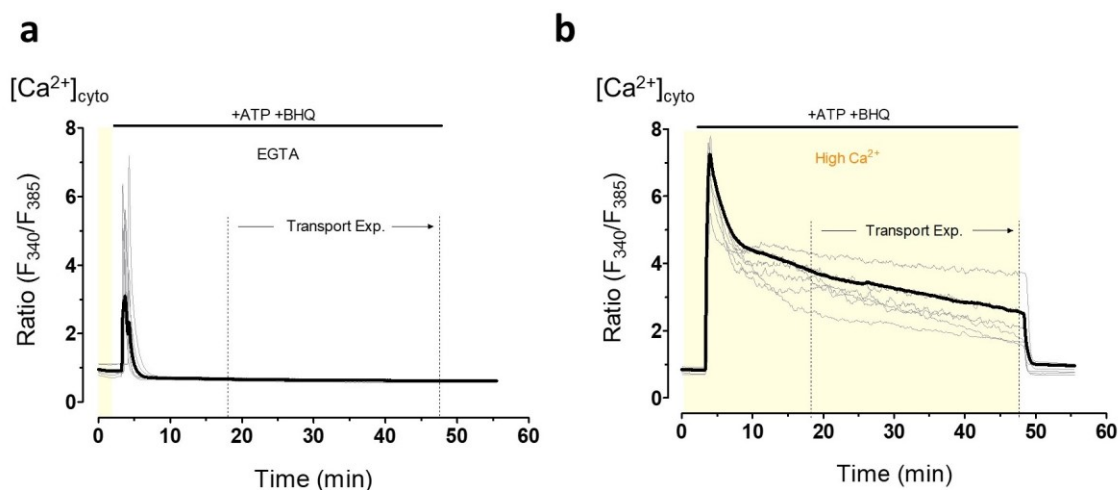 a
[Ca²⁺]cyto
+ATP +BHQ
EGTA
Transport Exp.
Ratio (F340/F385)
8
6
4
2
0
0 10 20 30 40 50 60
Time (min)
b
[Ca²⁺]cyto
+ATP +BHQ
High Ca²⁺
Transport Exp.
Ratio (F340/F385)
8
6
4
2
0
0 10 20 30 40 50 60
Time (min)